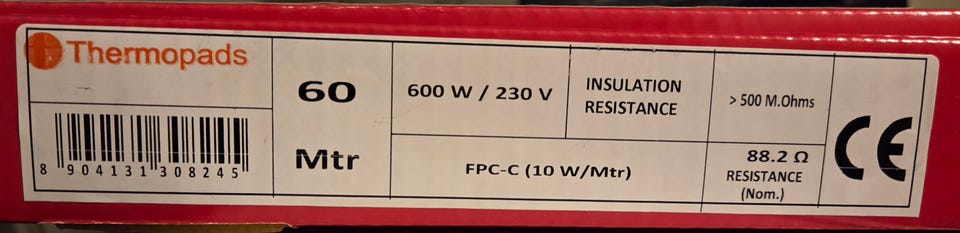 Thermopads
8 904131 308245
60
Mtr
600 W / 230 V
INSULATION
RESISTANCE
> 500 M.Ohms
FPC-C (10 W/Mtr)
88.2 Ω
RESISTANCE
(Nom.)
CE